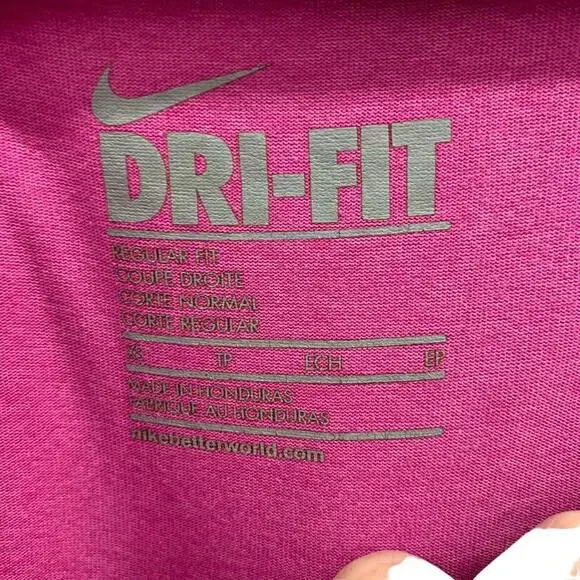 DRI-FIT
REGULAR FIT
COUPE DROITE
CORTE NORMAL
CORTE REGULAR
XS TP ECH EP
MADE IN HONDURAS
FABRIQUE AU HONDURAS
nikebetterworld.com